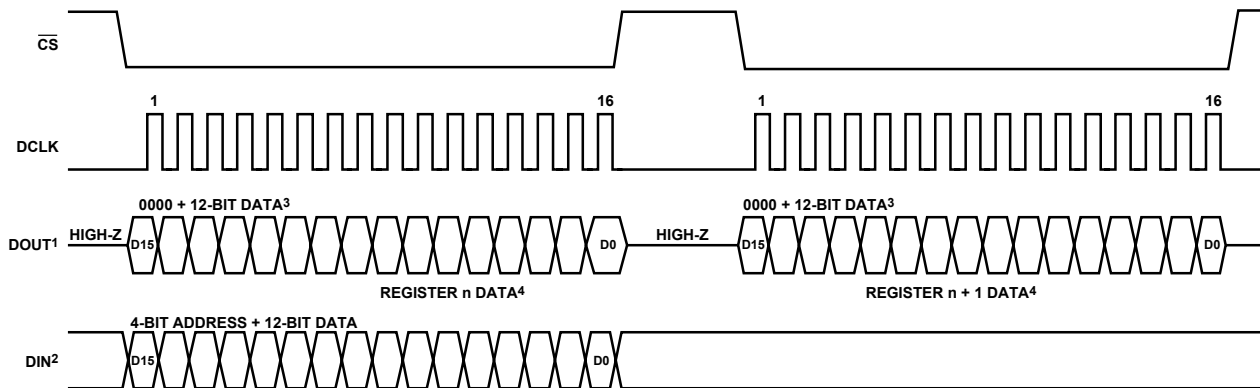 CS
1 16 1 16
DCLK
0000 + 12-BIT DATA3 0000 + 12-BIT DATA3
DOUT1 HIGH-Z D15 D0 HIGH-Z D15 D0
REGISTER n DATA4 REGISTER n + 1 DATA4
4-BIT ADDRESS + 12-BIT DATA
DIN2 D15 D0